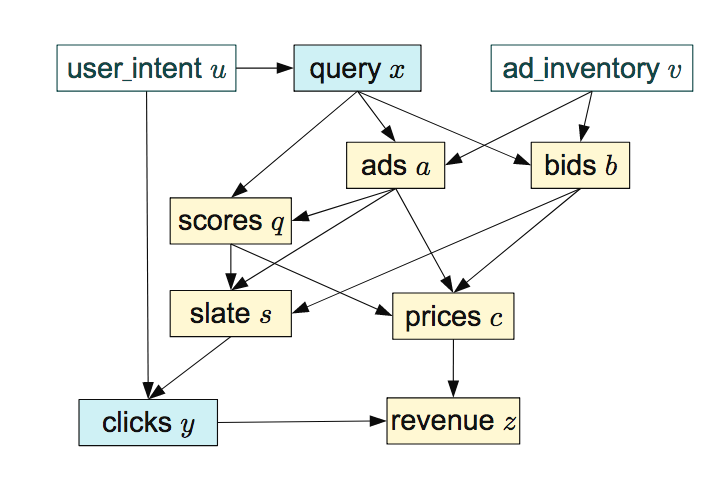 user_intent u
query x
ad_inventory v
ads a
bids b
scores q
slate s
prices c
clicks y
revenue z